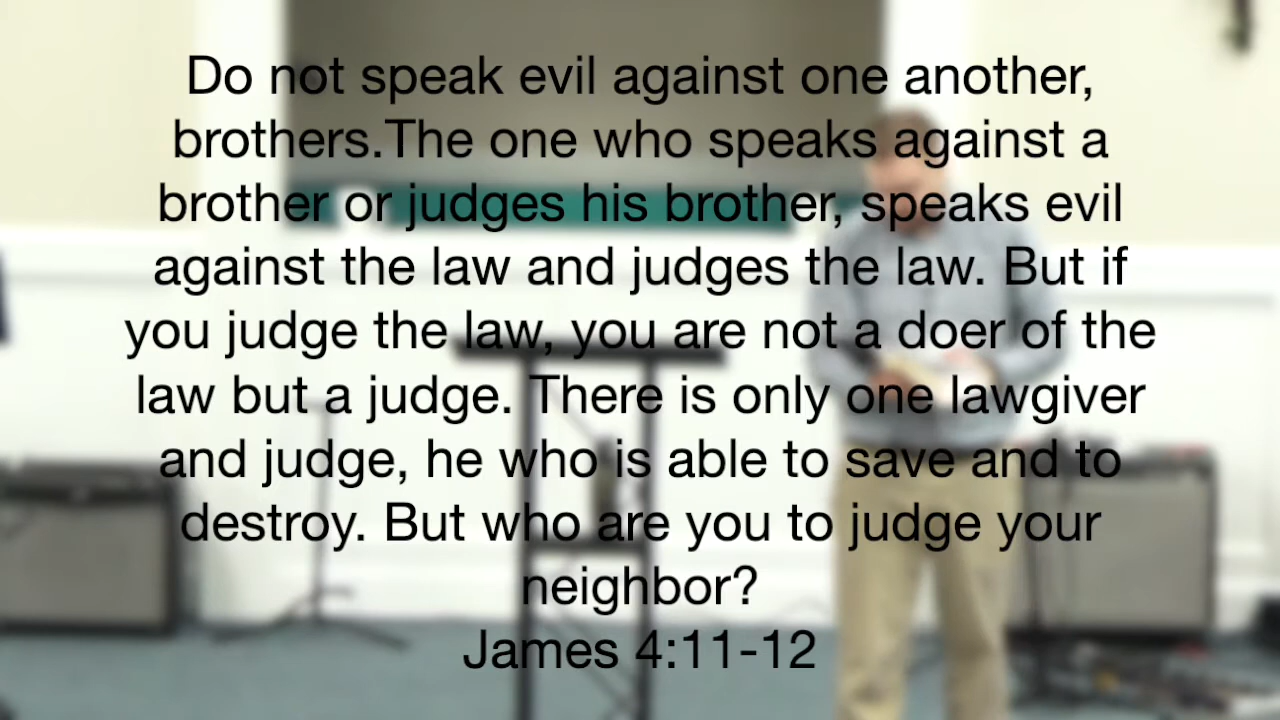 Do not speak evil against one another,
brothers.The one who speaks against a
brother or judges his brother, speaks evil
against the law and judges the law. But if
you judge the law, you are not a doer of the
law but a judge. There is only one lawgiver
and judge, he who is able to save and to
destroy. But who are you to judge your
neighbor?
James 4:11-12